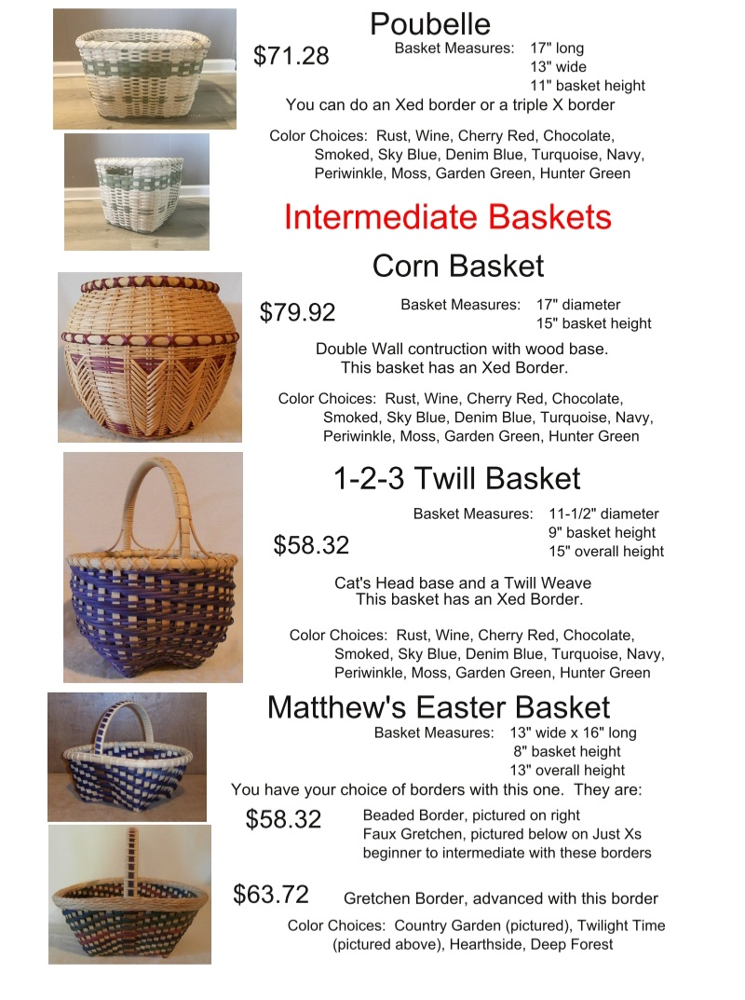 Poubelle
$71.28
Basket Measures: 17" long
13" wide
11" basket height
You can do an Xed border or a triple X border
Color Choices: Rust, Wine, Cherry Red, Chocolate,
Smoked, Sky Blue, Denim Blue, Turquoise, Navy,
Periwinkle, Moss, Garden Green, Hunter Green
Intermediate Baskets
Corn Basket
$79.92
Basket Measures: 17" diameter
15" basket height
Double Wall contruction with wood base.
This basket has an Xed Border.
Color Choices: Rust, Wine, Cherry Red, Chocolate,
Smoked, Sky Blue, Denim Blue, Turquoise, Navy,
Periwinkle, Moss, Garden Green, Hunter Green
1-2-3 Twill Basket
Basket Measures: 11-1/2" diameter
9" basket height
$58.32
15" overall height
Cat's Head base and a Twill Weave
This basket has an Xed Border.
Color Choices: Rust, Wine, Cherry Red, Chocolate,
Smoked, Sky Blue, Denim Blue, Turquoise, Navy,
Periwinkle, Moss, Garden Green, Hunter Green
Matthew's Easter Basket
Basket Measures: 13" wide x 16" long
8" basket height
13" overall height
You have your choice of borders with this one. They are:
$58.32
Beaded Border, pictured on right
Faux Gretchen, pictured below on Just Xs
beginner to intermediate with these borders
$63.72
Gretchen Border, advanced with this border
Color Choices: Country Garden (pictured), Twilight Time
(pictured above), Hearthside, Deep Forest